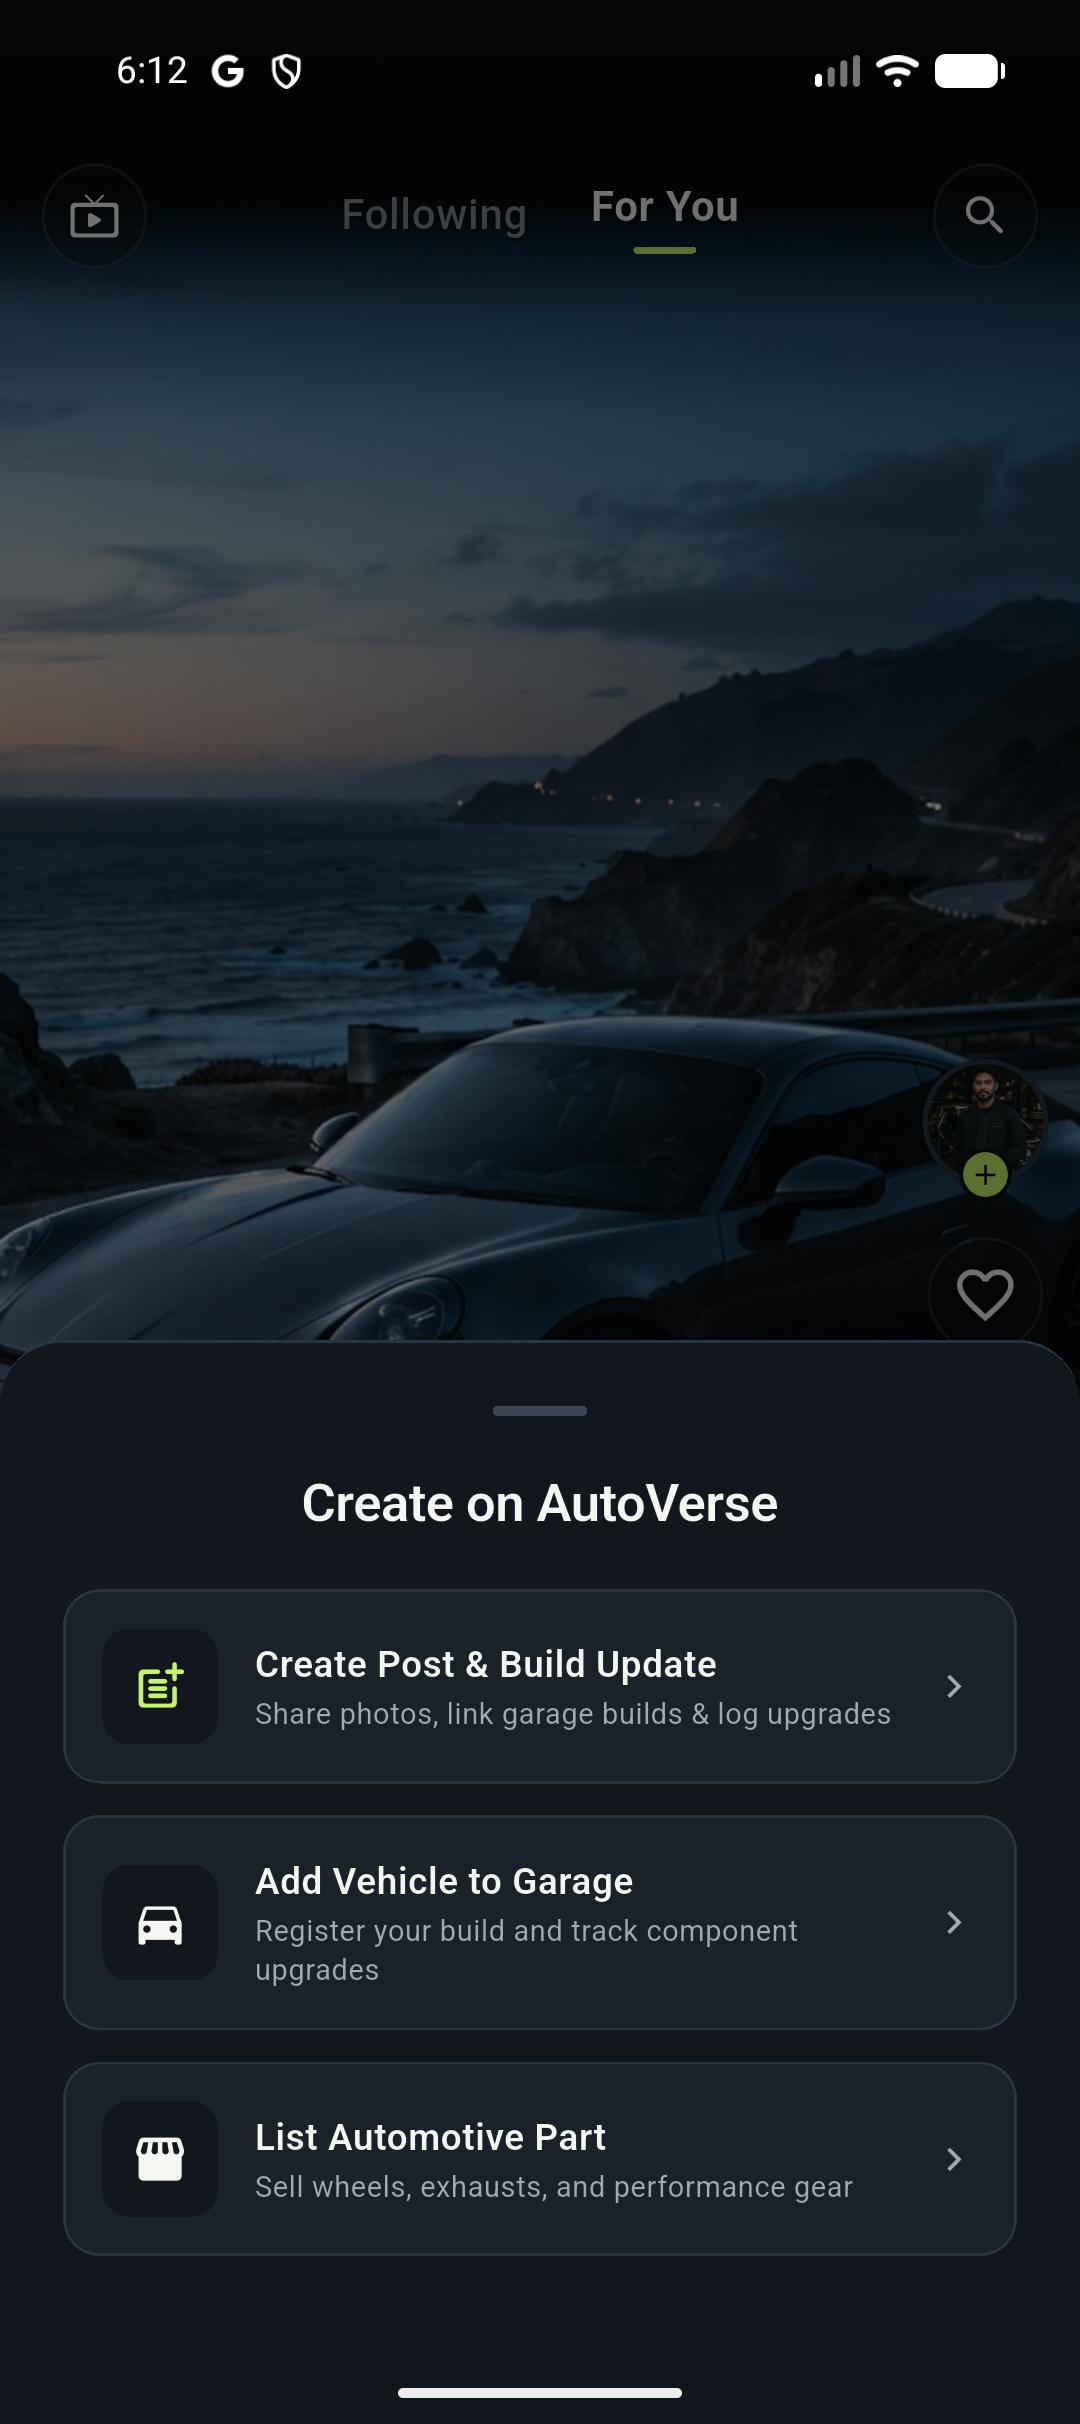 6:12
Following
For You
Create on AutoVerse
Create Post & Build Update
Share photos, link garage builds & log upgrades
Add Vehicle to Garage
Register your build and track component
upgrades
List Automotive Part
Sell wheels, exhausts, and performance gear